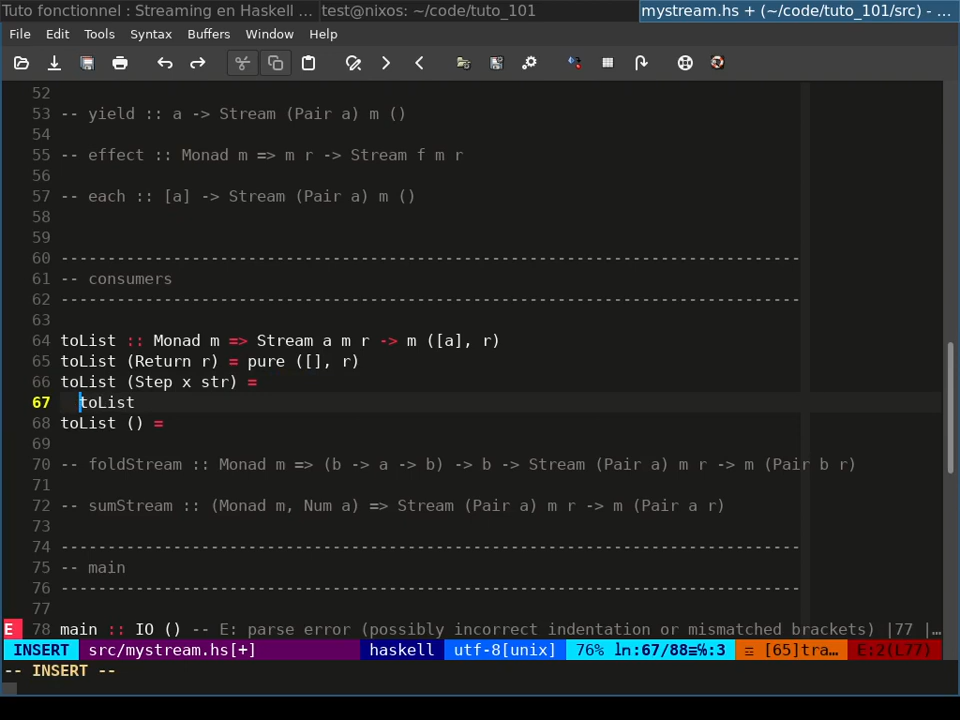 Tuto fonctionnel : Streaming en Haskell ... test@nixos: ~/code/tuto_101 mystream.hs + (~/code/tuto_101/src) - ...
File Edit Tools Syntax Buffers Window Help
52
53 -- yield :: a -> Stream (Pair a) m ()
54
55 -- effect :: Monad m => m r -> Stream f m r
56
57 -- each :: [a] -> Stream (Pair a) m ()
58
59
60 --------------------------------------------------------------------------------
61 -- consumers
62 --------------------------------------------------------------------------------
63
64 toList :: Monad m => Stream a m r -> m ([a], r)
65 toList (Return r) = pure ([], r)
66 toList (Step x str) =
67   toList
68 toList () =
69
70 -- foldStream :: Monad m => (b -> a -> b) -> b -> Stream (Pair a) m r -> m (Pair b r)
71
72 -- sumStream :: (Monad m, Num a) => Stream (Pair a) m r -> m (Pair a r)
73
74 --------------------------------------------------------------------------------
75 -- main
76 --------------------------------------------------------------------------------
77
E 78 main :: IO () -- E: parse error (possibly incorrect indentation or mismatched brackets) |77 |…
INSERT src/mystream.hs[+] haskell utf-8[unix] 76% ln:67/88≡℅:3 ☲ [65]tra… E:2(L77)
-- INSERT --